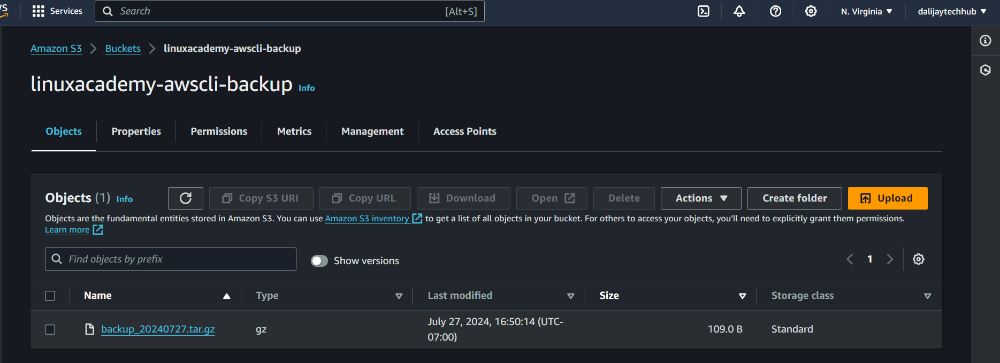 Services
Search
[Alt+S]
N. Virginia
dalijaytechhub
Amazon S3
Buckets
linuxacademy-awscli-backup
linuxacademy-awscli-backup Info
Objects
Properties
Permissions
Metrics
Management
Access Points
Objects (1) Info
Copy S3 URI
Copy URL
Download
Open
Delete
Actions
Create folder
Upload
Objects are the fundamental entities stored in Amazon S3. You can use Amazon S3 inventory to get a list of all objects in your bucket. For others to access your objects, you'll need to explicitly grant them permissions.
Learn more
Find objects by prefix
Show versions
1
Name
Type
Last modified
Size
Storage class
backup_20240727.tar.gz
gz
July 27, 2024, 16:50:14 (UTC-
07:00)
109.0 B
Standard